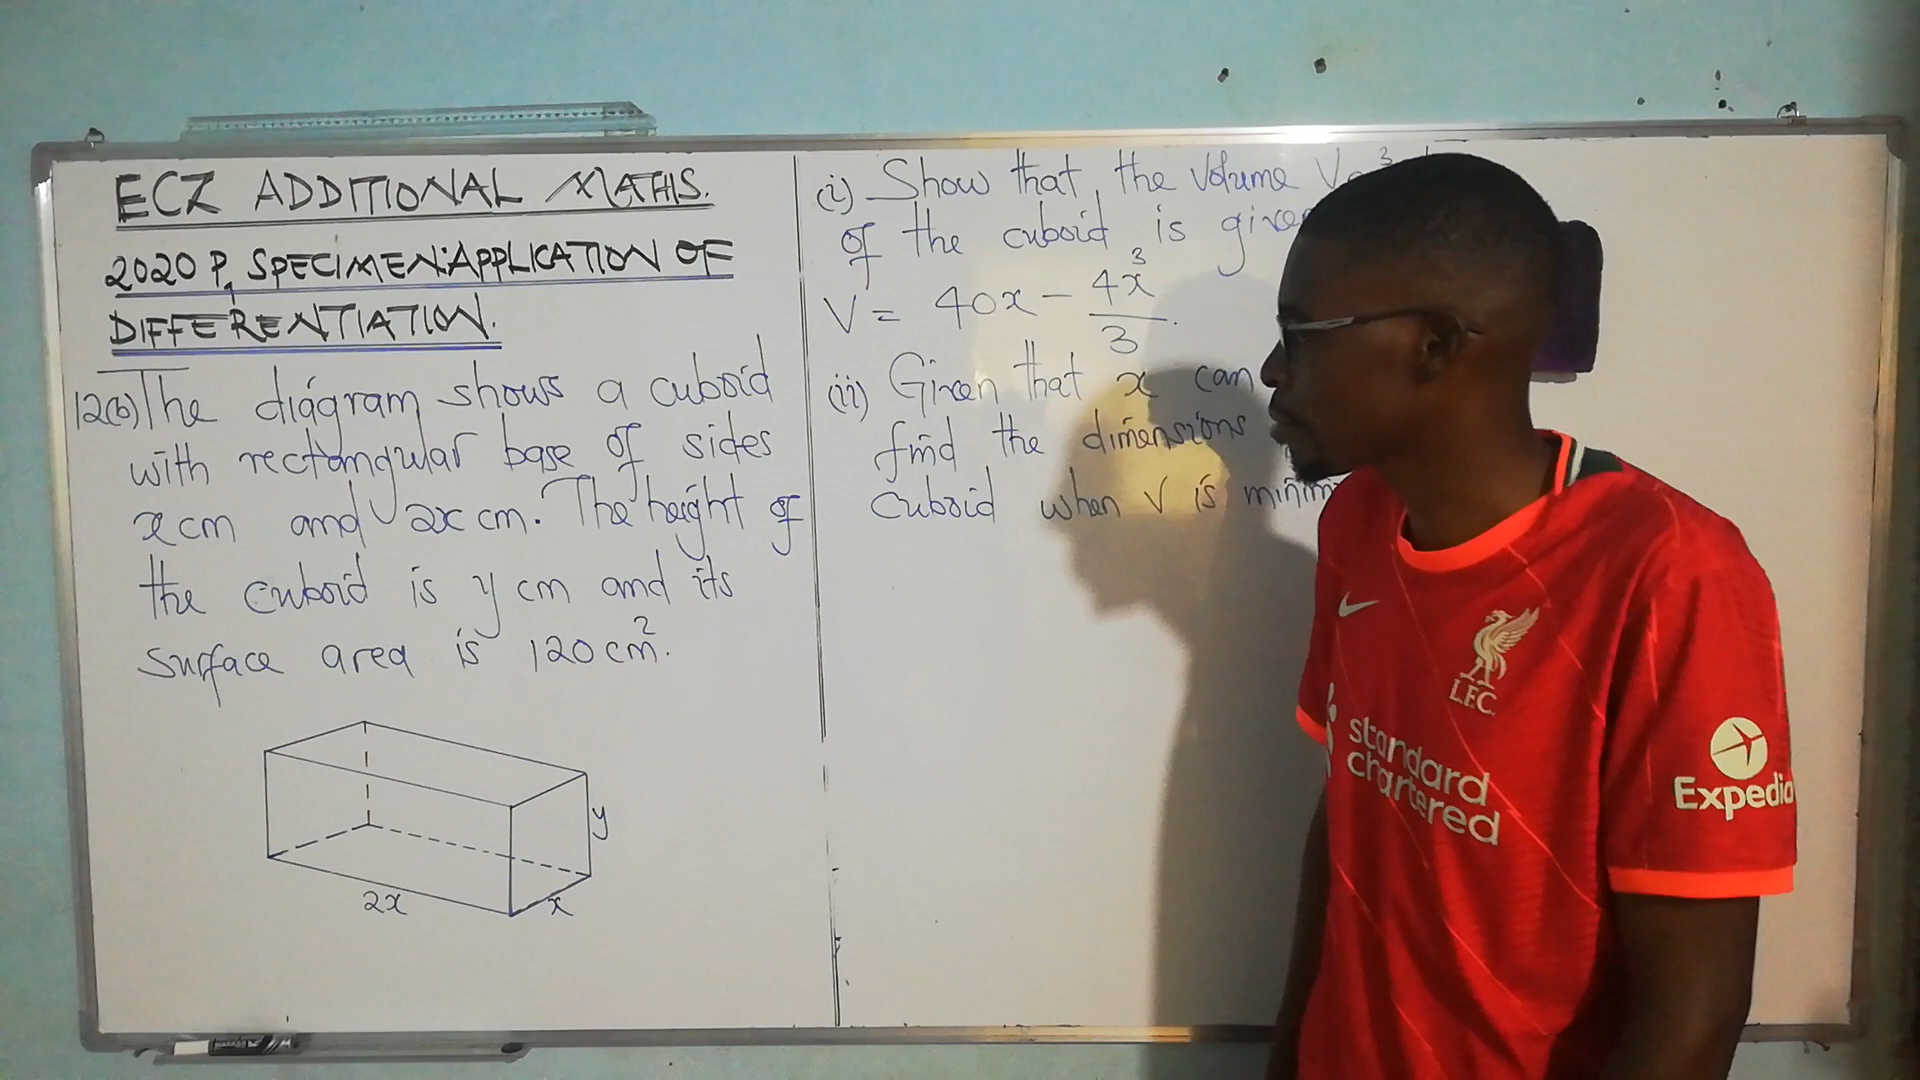 ECZ ADDITIONAL MATHS.
2020 P1 SPECIMEN: APPLICATION OF
DIFFERENTIATION.
12(b) The diagram shows a cuboid
with rectangular base of sides
x cm and 2x cm. The height of
the cuboid is y cm and its
surface area is 120 cm².
y
2x
x
(i) Show that, the volume V
of the cuboid is given
V = 40x - 4x³/3.
(ii) Given that x can
find the dimensions
cuboid when V is
L.F.C.
standard
chartered
Expedia